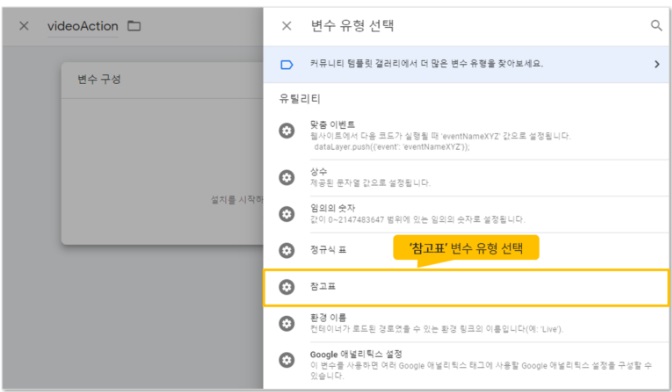 videoAction
변수 유형 선택
변수 구성
커뮤니티 템플릿 갤러리에서 더 많은 변수 유형을 찾아보세요.
유틸리티
맞춤 이벤트
웹사이트에서 다음 코드가 실행될 때 'eventNameXYZ' 값으로 설정됩니다.
dataLayer.push({'event': 'eventNameXYZ'});
설치를 시작하
상수
제공된 문자열 값으로 설정됩니다.
임의의 숫자
값이 0~2147483647 범위에 있는 임의의 숫자로 설정됩니다.
정규식 표
'참고표' 변수 유형 선택
참고표
환경 이름
컨테이너가 로드된 경로였을 수 있는 환경 링크의 이름입니다(예: 'Live').
Google 애널리틱스 설정
이 변수를 사용하면 여러 Google 애널리틱스 태그에 사용할 Google 애널리틱스 설정을 구성할 수
있습니다.